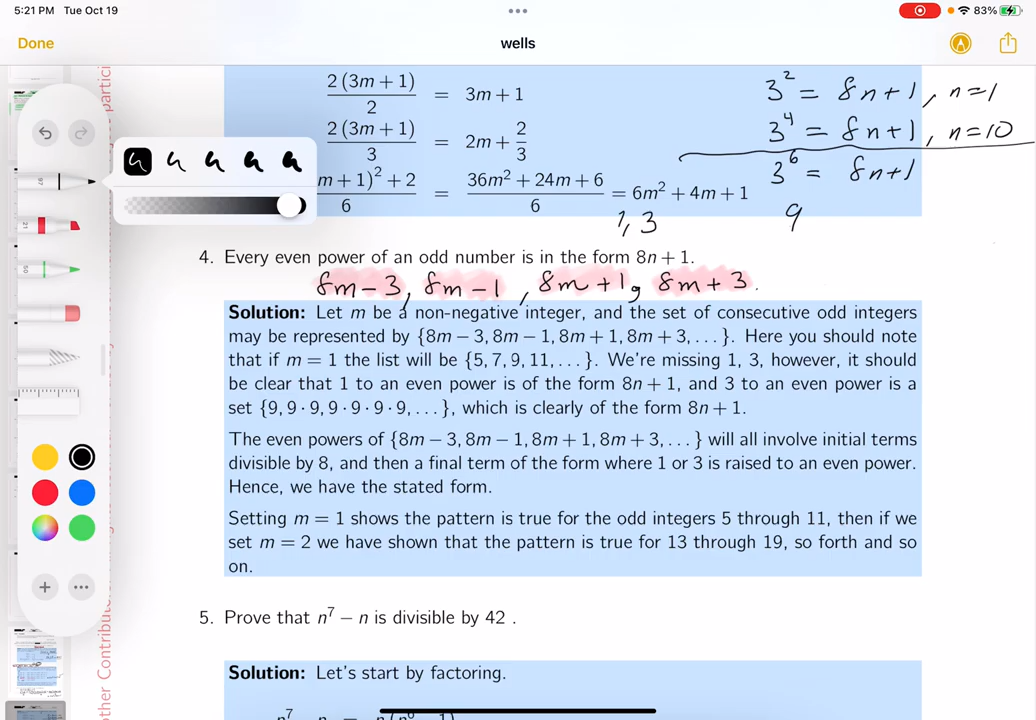 5:21 PM Tue Oct 19
83%
Done
wells
2 (3m + 1)
2
= 3m + 1
2 (3m + 1)
3
= 2m + 2/3
m + 1)² + 2
6
= 36m² + 24m + 6
6
= 6m² + 4m + 1
3² = 8n+1, n=1
3⁴ = 8n+1, n=10
3⁶ = 8n+1
1, 3
9
4. Every even power of an odd number is in the form 8n + 1.
8m-3, 8m-1, 8m+1, 8m+3.
Solution: Let m be a non-negative integer, and the set of consecutive odd integers
may be represented by {8m − 3, 8m − 1, 8m + 1, 8m + 3, . . . }. Here you should note
that if m = 1 the list will be {5, 7, 9, 11, . . . }. We're missing 1, 3, however, it should
be clear that 1 to an even power is of the form 8n + 1, and 3 to an even power is a
set {9, 9 · 9, 9 · 9 · 9 · 9, . . . }, which is clearly of the form 8n + 1.
The even powers of {8m − 3, 8m − 1, 8m + 1, 8m + 3, . . . } will all involve initial terms
divisible by 8, and then a final term of the form where 1 or 3 is raised to an even power.
Hence, we have the stated form.
Setting m = 1 shows the pattern is true for the odd integers 5 through 11, then if we
set m = 2 we have shown that the pattern is true for 13 through 19, so forth and so
on.
5. Prove that n⁷ − n is divisible by 42 .
Solution: Let's start by factoring.
other Contribut
particip
97
50